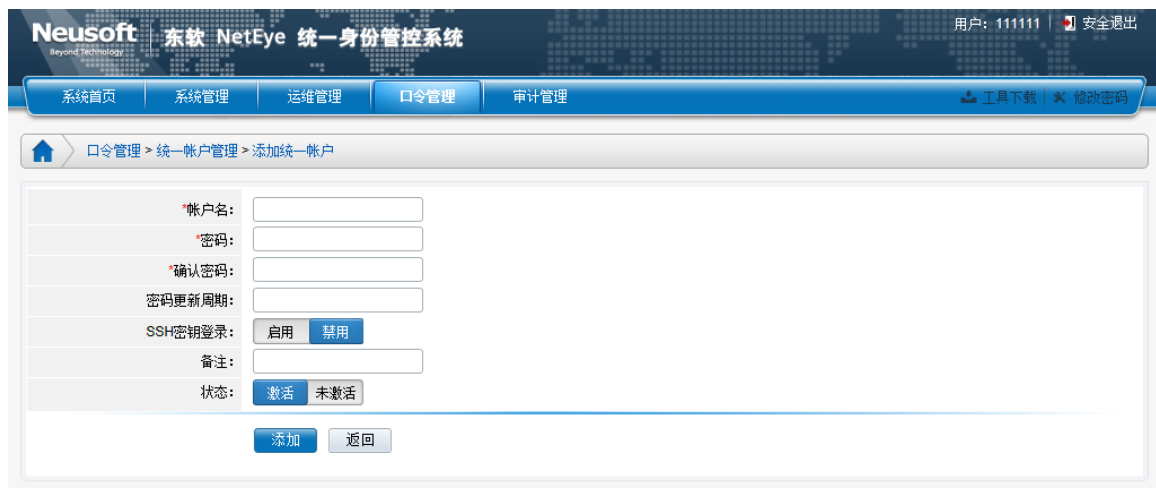 Neusoft 东软 NetEye 统一身份管控系统 用户：111111 安全退出
Beyond Technology
系统首页 系统管理 运维管理 口令管理 审计管理 工具下载 修改密码
口令管理 > 统一帐户管理 > 添加统一帐户
*帐户名：
*密码：
*确认密码：
密码更新周期：
SSH密钥登录： 启用 禁用
备注：
状态： 激活 未激活
添加 返回